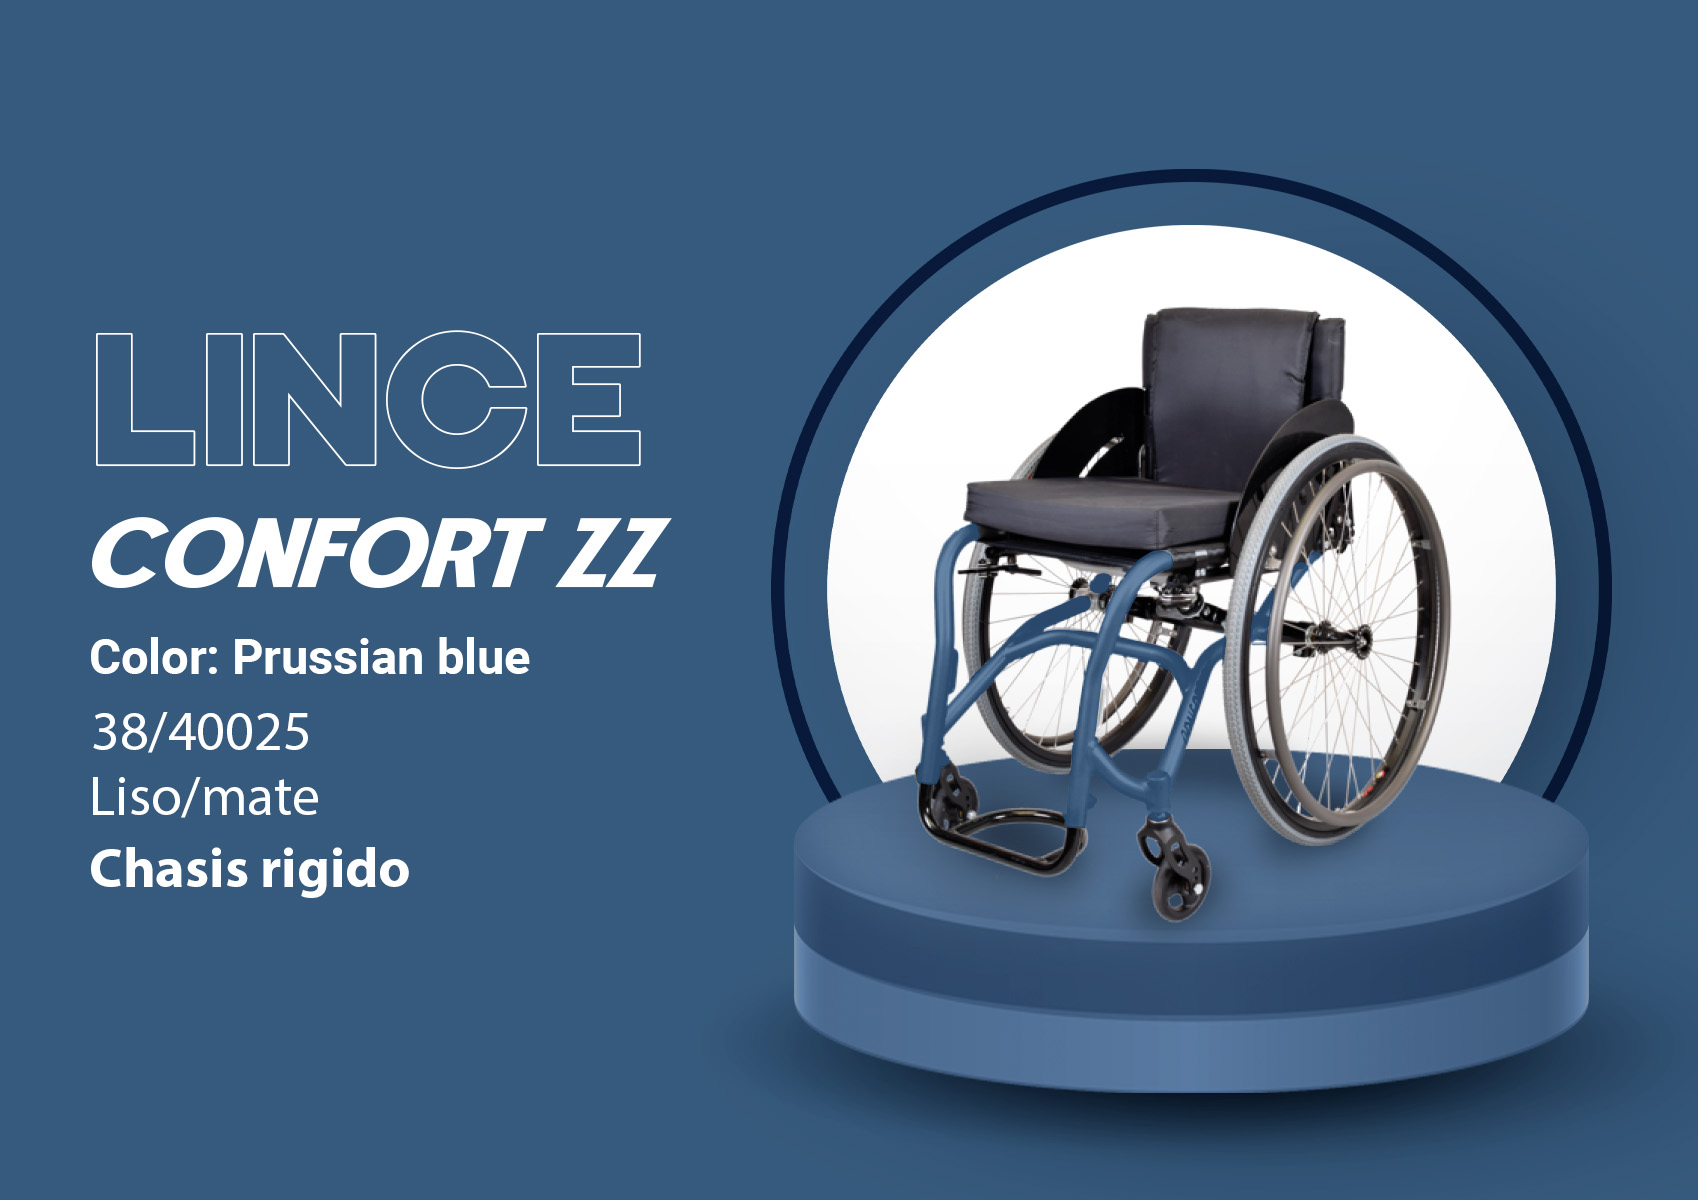 LINCE
CONFORT ZZ
Color: Prussian blue
38/40025
Liso/mate
Chasis rigido